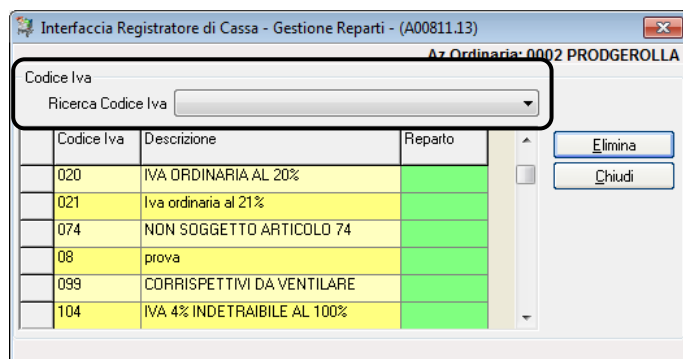 Interfaccia Registratore di Cassa - Gestione Reparti - (A00811.13)
Az Ordinaria: 0002 PRODGEROLLA
Codice Iva
Ricerca Codice Iva
Codice Iva Descrizione Reparto
Elimina
Chiudi
020 IVA ORDINARIA AL 20%
021 Iva ordinaria al 21%
074 NON SOGGETTO ARTICOLO 74
08 prova
099 CORRISPETTIVI DA VENTILARE
104 IVA 4% INDETRAIBILE AL 100%